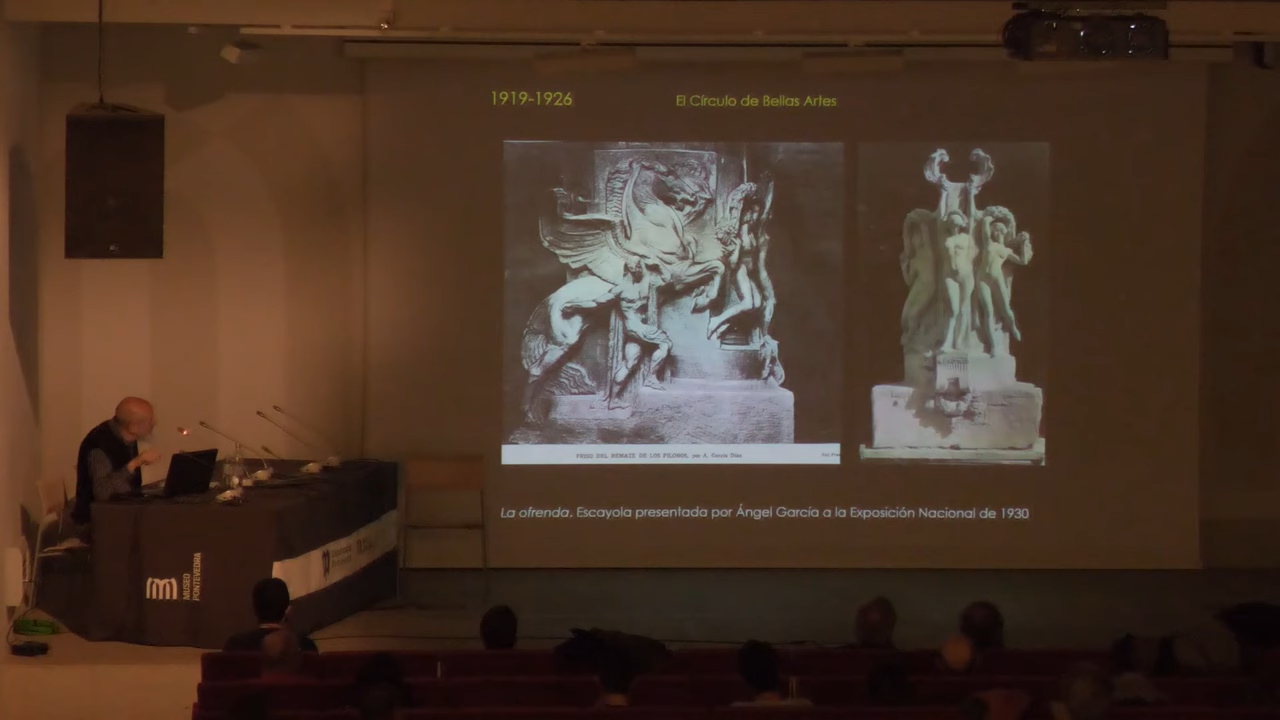 1919-1926
El Círculo de Bellas Artes
FRISO DEL REMATE DE LOS PILONOS, por A. García Díaz
La ofrenda. Escayola presentada por Ángel García a la Exposición Nacional de 1930
MUSEO
PONTEVEDRA